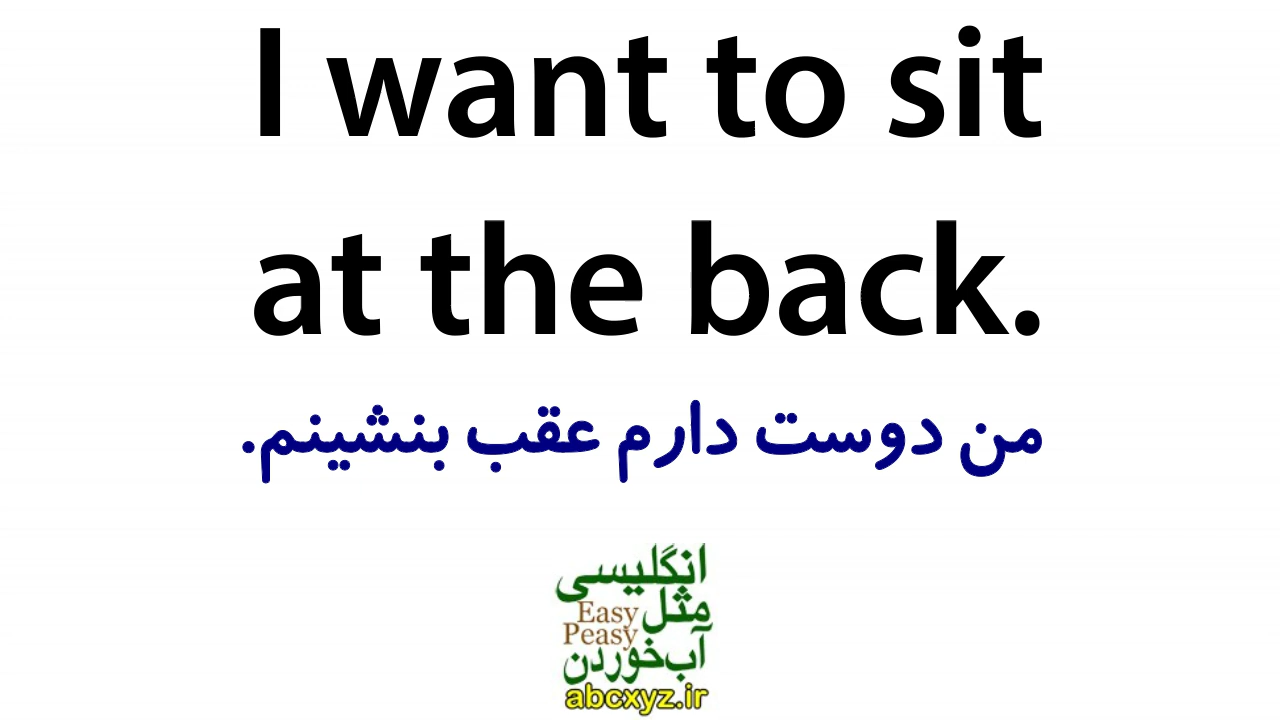 I want to sit
at the back.
من دوست دارم عقب بنشینم.
انگلیسی
مثل
Easy
Peasy
آب‌خوردن
abcxyz.ir